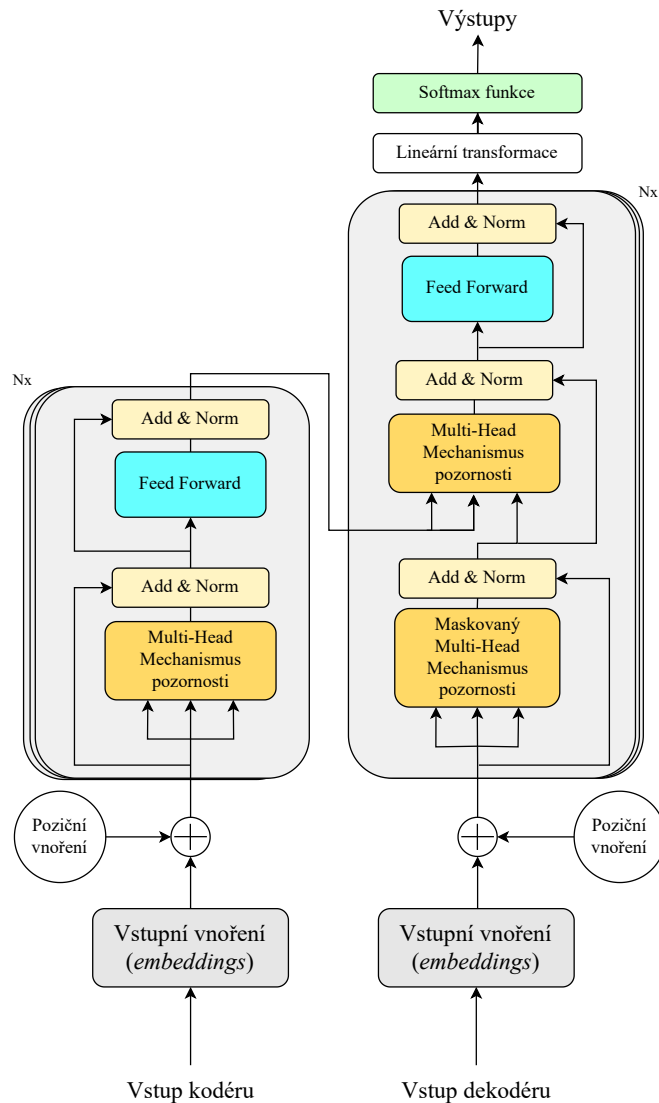 Výstupy
Softmax funkce
Lineární transformace
Nx
Add & Norm
Feed Forward
Add & Norm
Multi-Head
Mechanismus
pozornosti
Add & Norm
Maskovaný
Multi-Head
Mechanismus
pozornosti
Nx
Add & Norm
Feed Forward
Add & Norm
Multi-Head
Mechanismus
pozornosti
Poziční
vnoření
Poziční
vnoření
Vstupní vnoření
(embeddings)
Vstupní vnoření
(embeddings)
Vstup kodéru
Vstup dekodéru